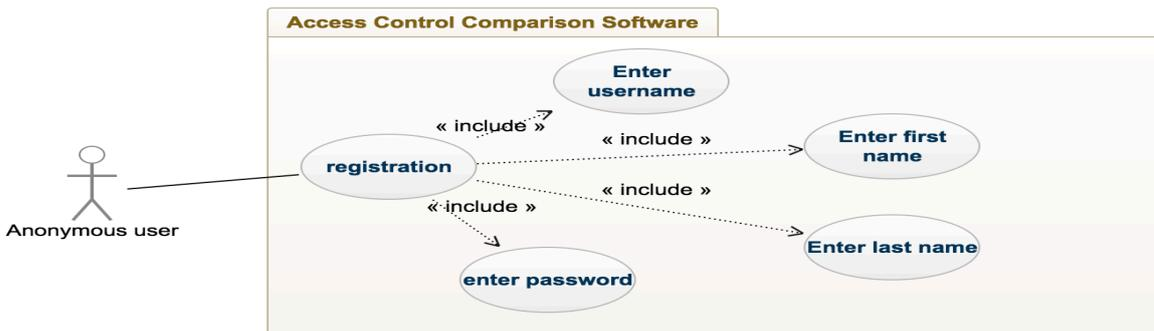 Access Control Comparison Software
Enter
username
« include »
« include »
Enter first
name
registration
« include »
« include »
Anonymous user
Enter last name
enter password